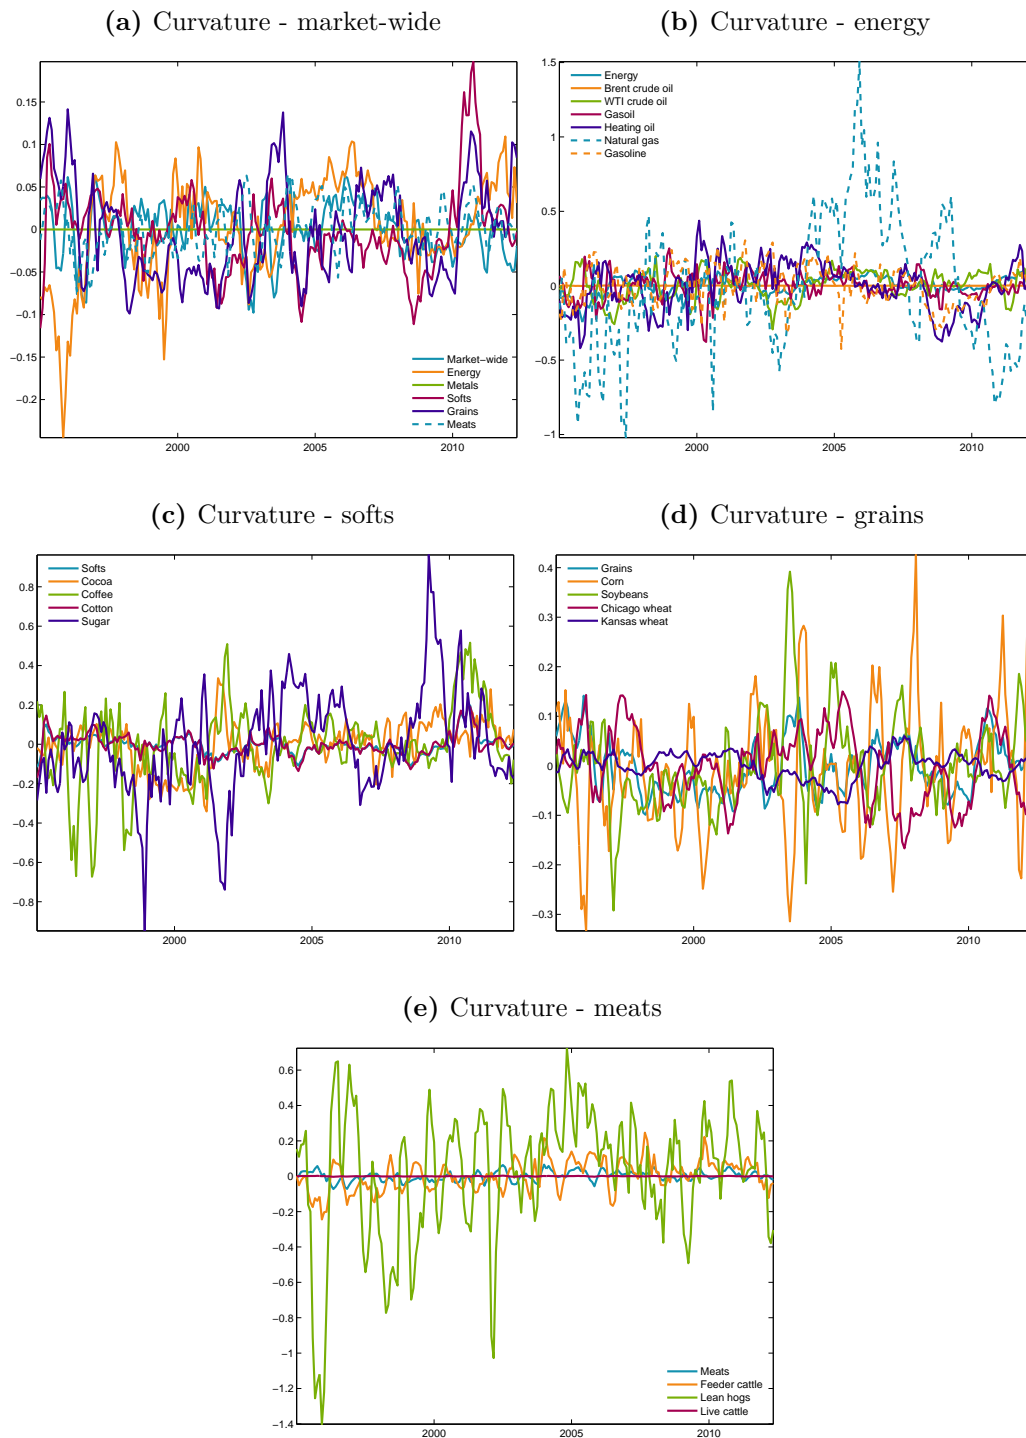 (a) Curvature - market-wide
0.15
0.1
0.05
0
−0.05
−0.1
−0.15
−0.2
2000
2005
2010
Market−wide
Energy
Metals
Softs
Grains
Meats
(b) Curvature - energy
1.5
1
0.5
0
−0.5
−1
2000
2005
2010
Energy
Brent crude oil
WTI crude oil
Gasoil
Heating oil
Natural gas
Gasoline
(c) Curvature - softs
0.8
0.6
0.4
0.2
0
−0.2
−0.4
−0.6
−0.8
2000
2005
2010
Softs
Cocoa
Coffee
Cotton
Sugar
(d) Curvature - grains
0.4
0.3
0.2
0.1
0
−0.1
−0.2
−0.3
2000
2005
2010
Grains
Corn
Soybeans
Chicago wheat
Kansas wheat
(e) Curvature - meats
0.6
0.4
0.2
0
−0.2
−0.4
−0.6
−0.8
−1
−1.2
−1.4
2000
2005
2010
Meats
Feeder cattle
Lean hogs
Live cattle